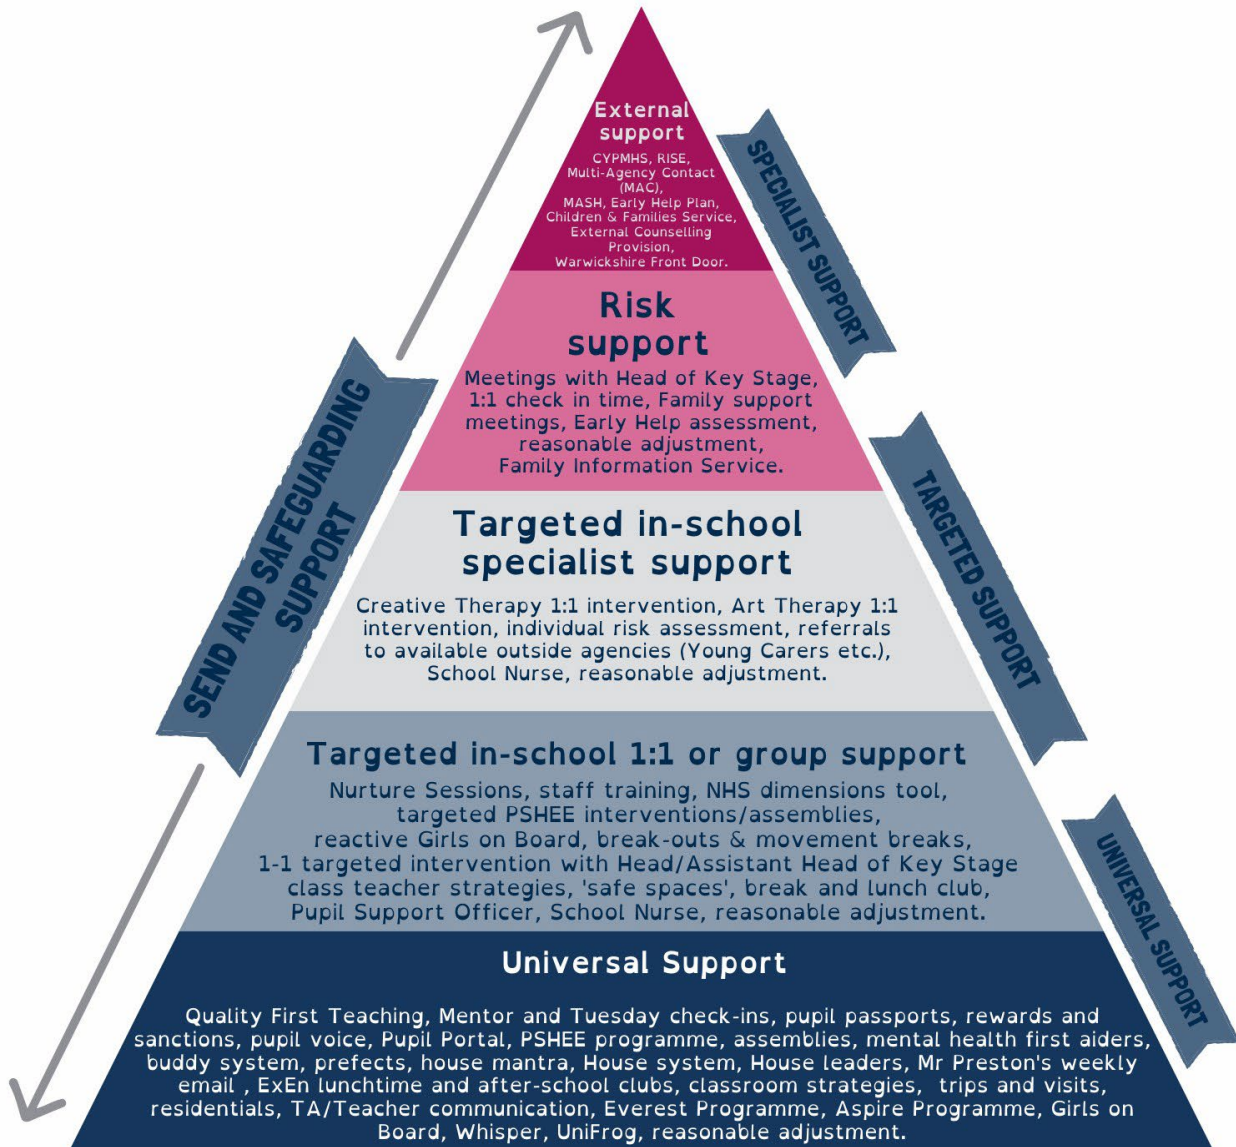 External
support
CYPMHS, RISE,
Multi-Agency Contact
(MAC),
MASH, Early Help Plan,
Children & Families Service,
External Counselling
Provision,
Warwickshire Front Door.
SPECIALIST SUPPORT
Risk
support
Meetings with Head of Key Stage,
1:1 check in time, Family support
meetings, Early Help assessment,
reasonable adjustment,
Family Information Service.
SEND AND SAFEGUARDING
SUPPORT
TARGETED SUPPORT
Targeted in-school
specialist support
Creative Therapy 1:1 intervention, Art Therapy 1:1
intervention, individual risk assessment, referrals
to available outside agencies (Young Carers etc.),
School Nurse, reasonable adjustment.
Targeted in-school 1:1 or group support
Nurture Sessions, staff training, NHS dimensions tool,
targeted PSHEE interventions/assemblies,
reactive Girls on Board, break-outs & movement breaks,
1-1 targeted intervention with Head/Assistant Head of Key Stage
class teacher strategies, 'safe spaces', break and lunch club,
Pupil Support Officer, School Nurse, reasonable adjustment.
UNIVERSAL SUPPORT
Universal Support
Quality First Teaching, Mentor and Tuesday check-ins, pupil passports, rewards and
sanctions, pupil voice, Pupil Portal, PSHEE programme, assemblies, mental health first aiders,
buddy system, prefects, house mantra, House system, House leaders, Mr Preston's weekly
email , ExEn lunchtime and after-school clubs, classroom strategies,  trips and visits,
residentials, TA/Teacher communication, Everest Programme, Aspire Programme, Girls on
Board, Whisper, UniFrog, reasonable adjustment.